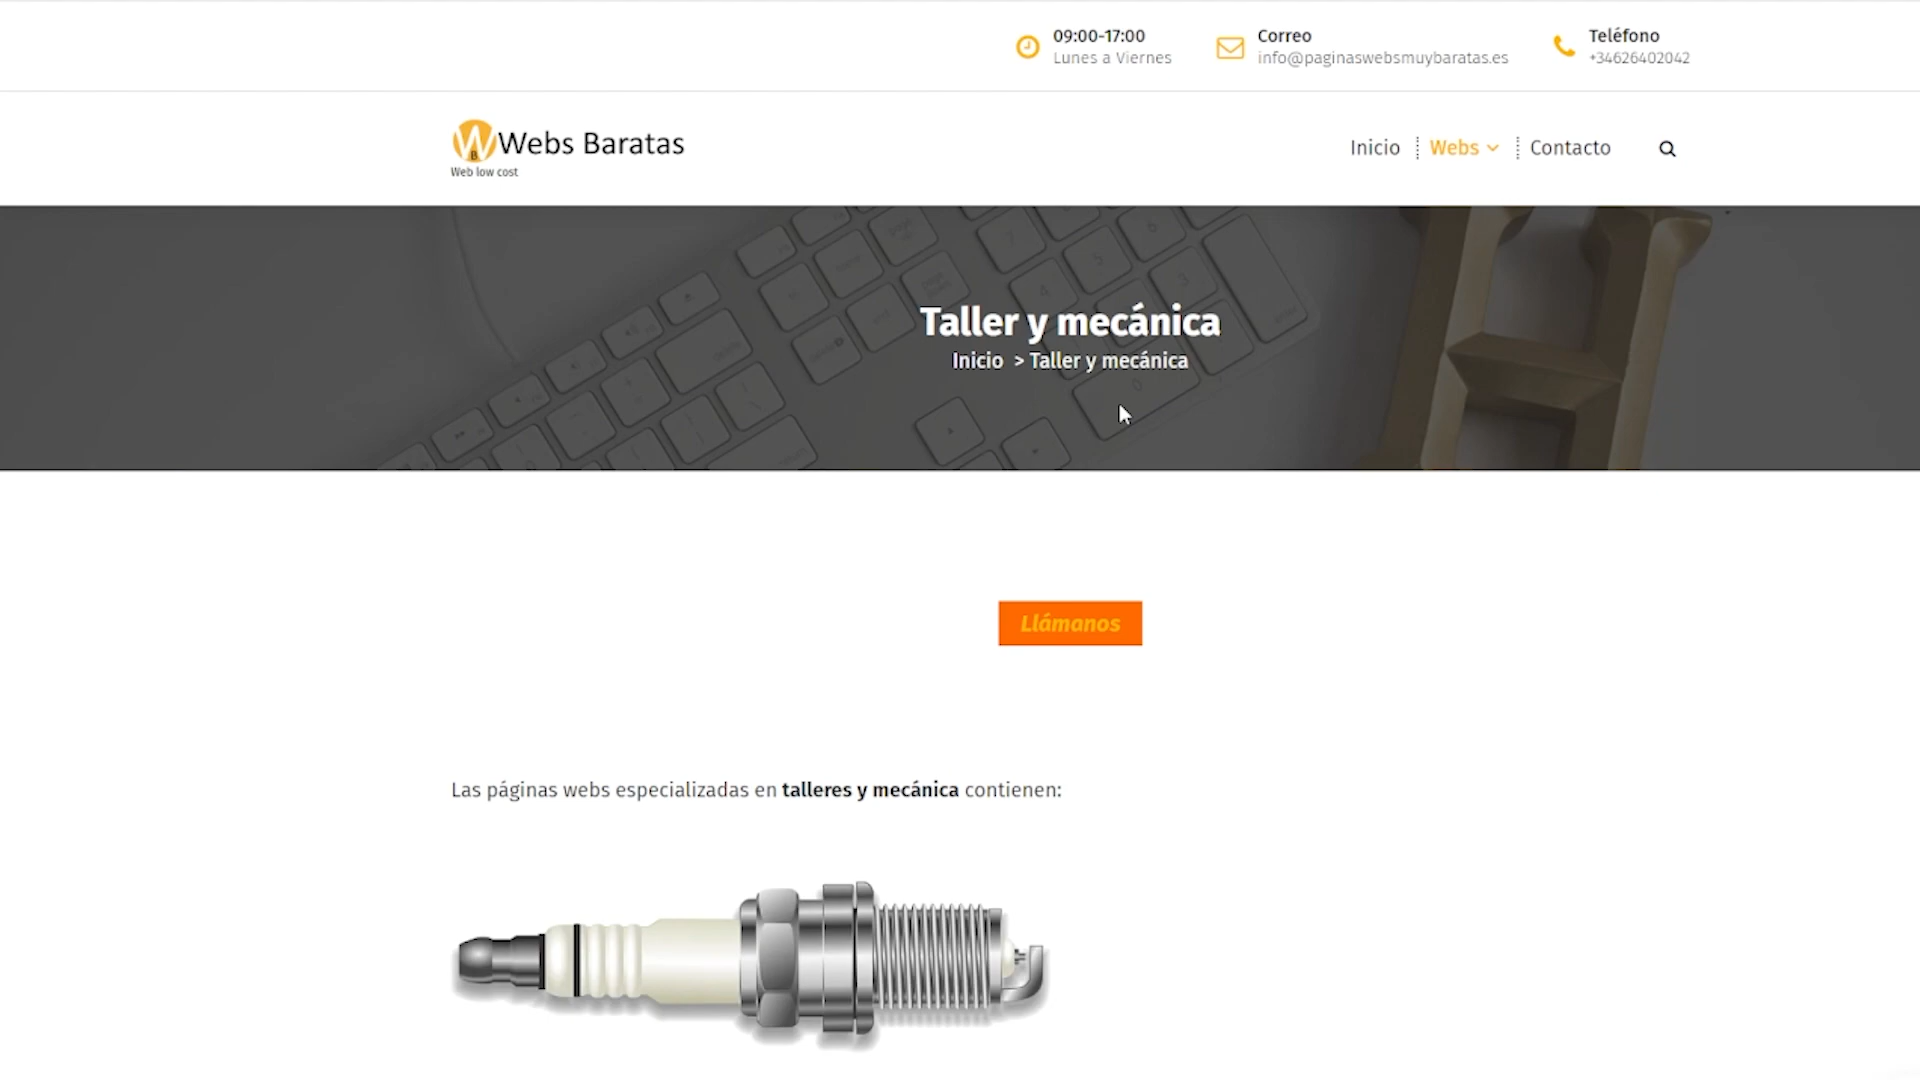 09:00-17:00
Lunes a Viernes
Correo
info@paginaswebsmuybaratas.es
Teléfono
+34626402042
Webs Baratas
Web low cost
Inicio
Webs
Contacto
Taller y mecánica
Inicio > Taller y mecánica
Llámanos
Las páginas webs especializadas en talleres y mecánica contienen: